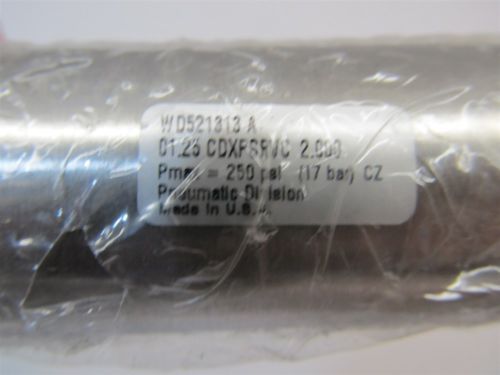 WD521313 A
01.25 CDXPSRVC 2.000
Pmax = 250 psi (17 bar) CZ
Pneumatic Division
Made in U.S.A.